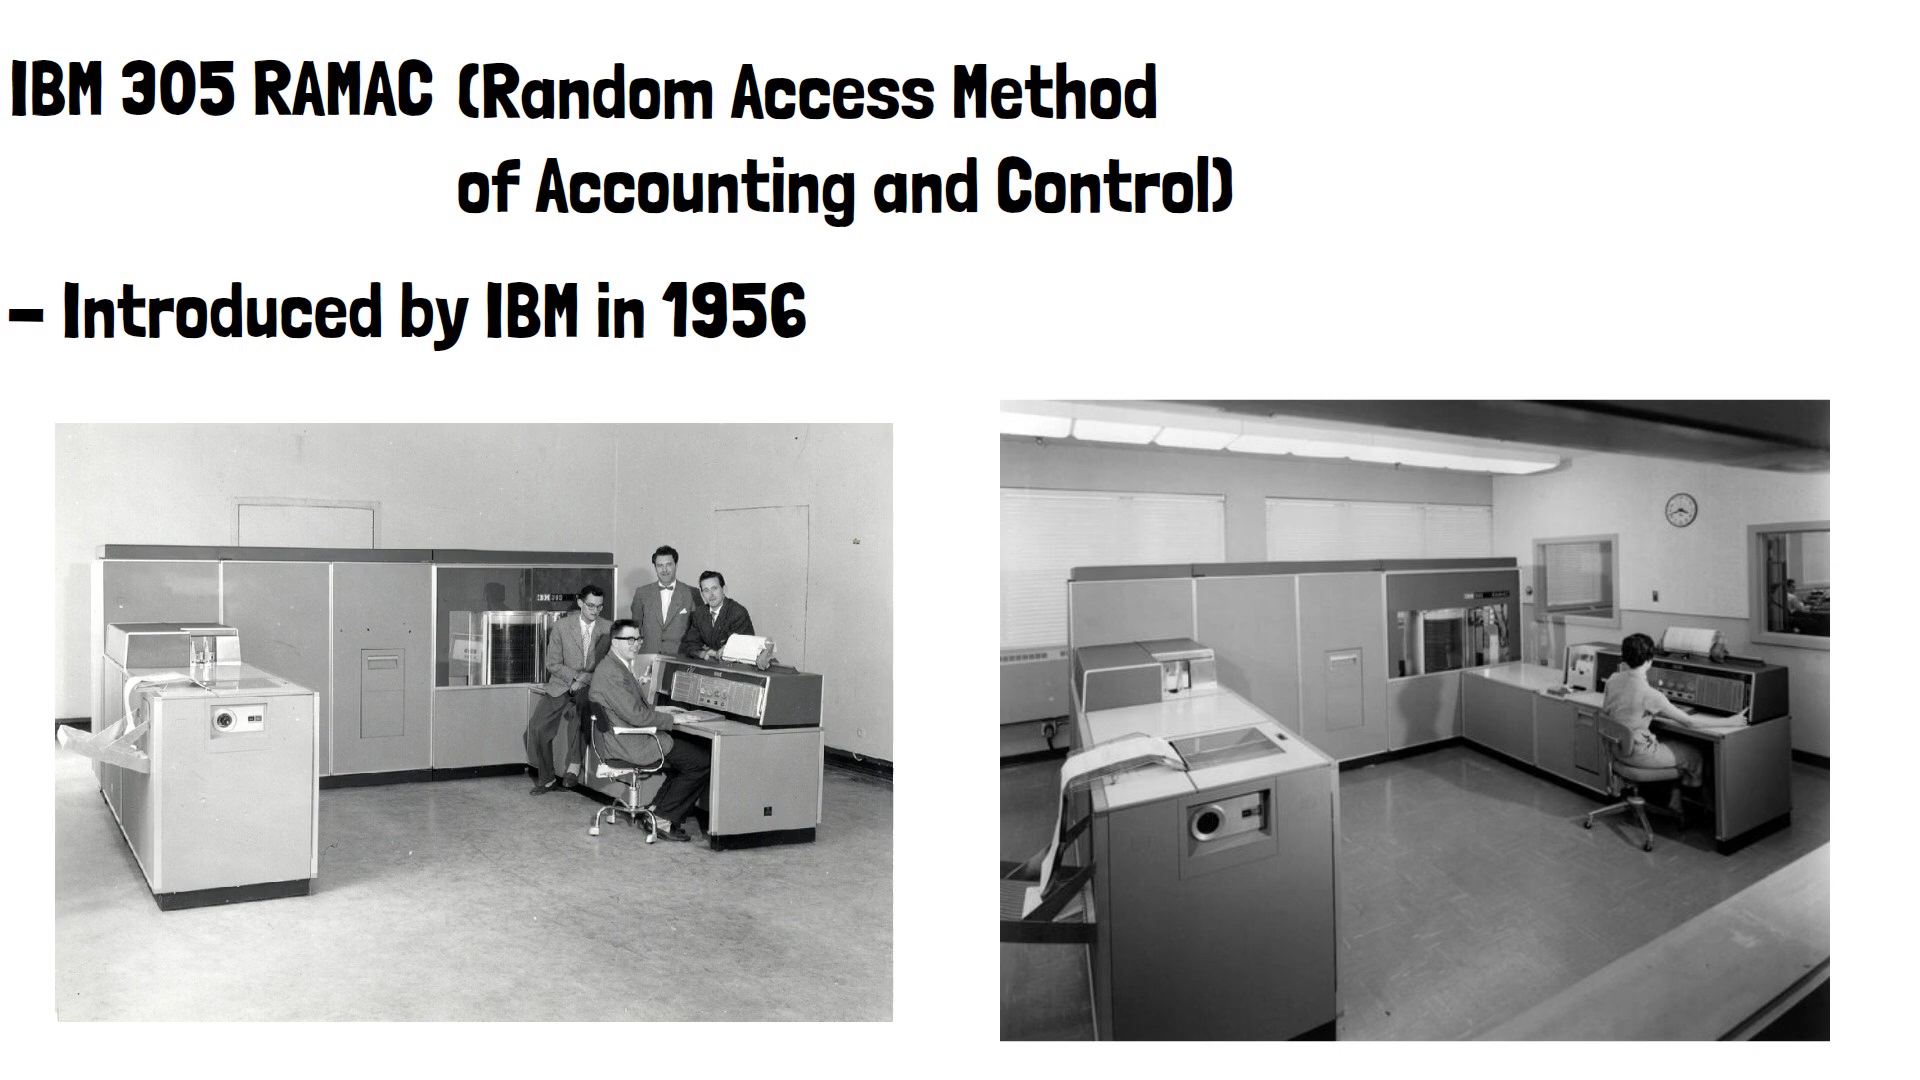 IBM 305 RAMAC (Random Access Method
of Accounting and Control)
– Introduced by IBM in 1956